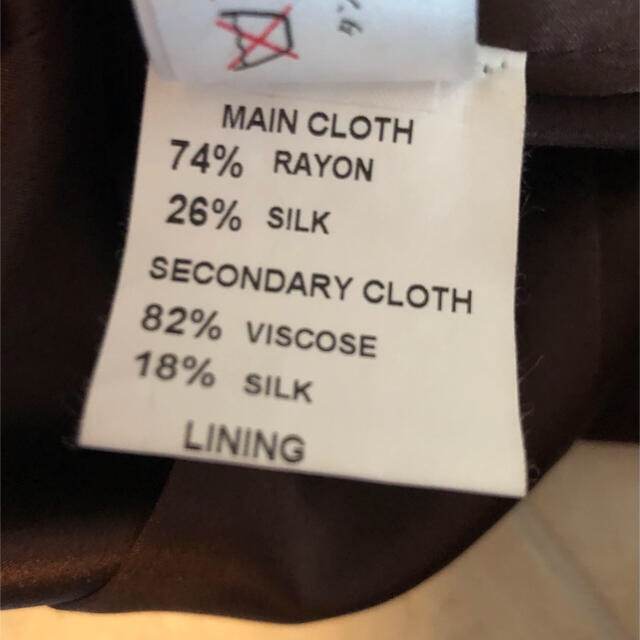 MAIN CLOTH
74% RAYON
26% SILK
SECONDARY CLOTH
82% VISCOSE
18% SILK
LINING